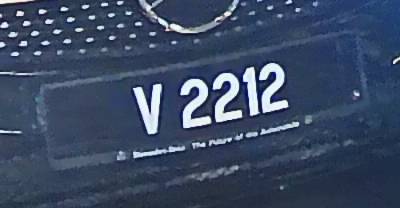 V 2212
Mercedes-Benz The Future of the Automobile